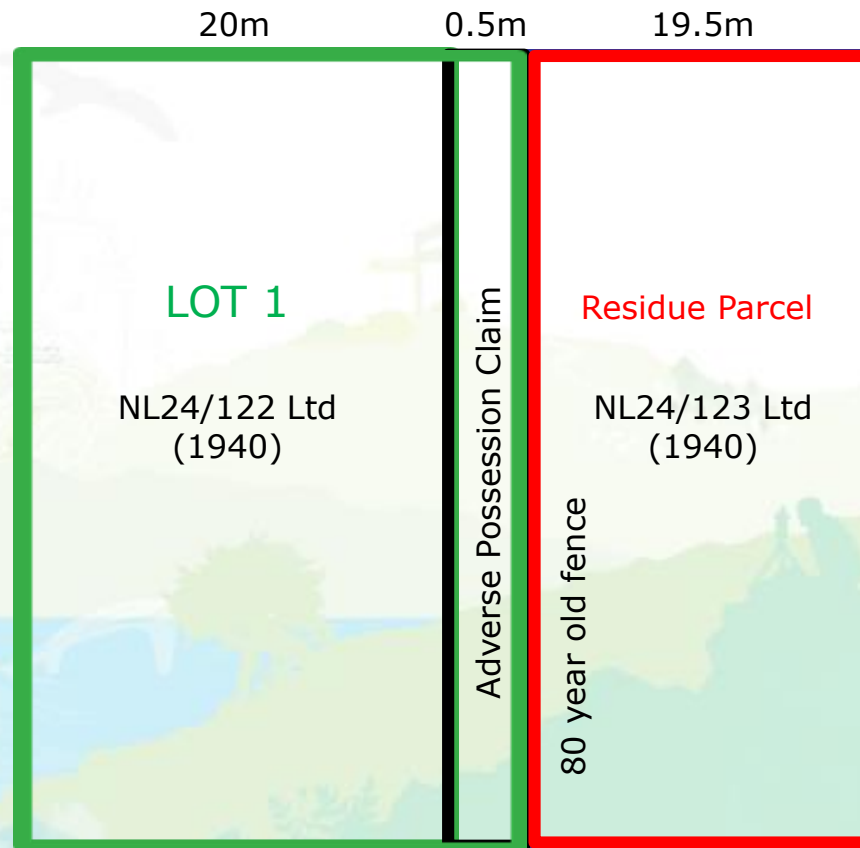 20m
0.5m
19.5m
LOT 1
NL24/122 Ltd
(1940)
Adverse Possession Claim
80 year old fence
Residue Parcel
NL24/123 Ltd
(1940)